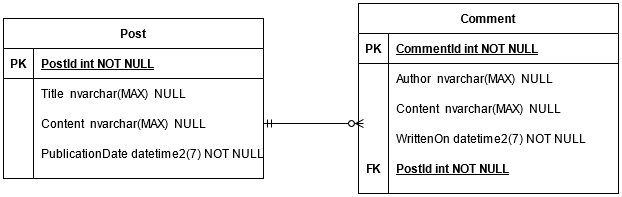 Post
PK PostId int NOT NULL
Title nvarchar(MAX) NULL
Content nvarchar(MAX) NULL
PublicationDate datetime2(7) NOT NULL
Comment
PK CommentId int NOT NULL
Author nvarchar(MAX) NULL
Content nvarchar(MAX) NULL
WrittenOn datetime2(7) NOT NULL
FK PostId int NOT NULL